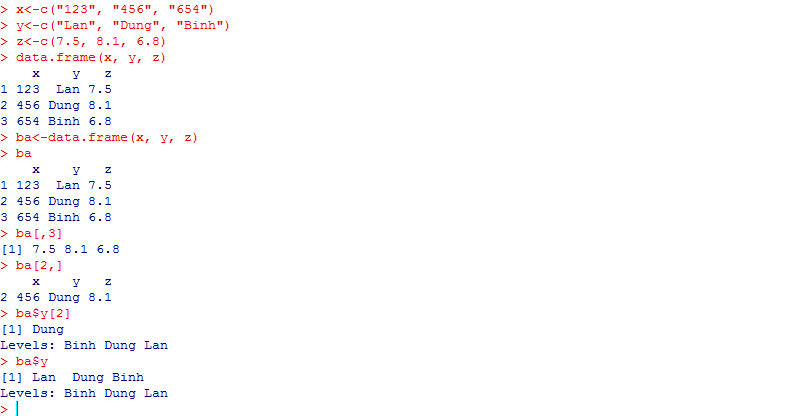 > x<-c("123", "456", "654")
> y<-c("Lan", "Dung", "Binh")
> z<-c(7.5, 8.1, 6.8)
> data.frame(x, y, z)
    x    y   z
1 123  Lan 7.5
2 456 Dung 8.1
3 654 Binh 6.8
> ba<-data.frame(x, y, z)
> ba
    x    y   z
1 123  Lan 7.5
2 456 Dung 8.1
3 654 Binh 6.8
> ba[,3]
[1] 7.5 8.1 6.8
> ba[2,]
    x    y   z
2 456 Dung 8.1
> ba$y[2]
[1] Dung
Levels: Binh Dung Lan
> ba$y
[1] Lan  Dung Binh
Levels: Binh Dung Lan
>